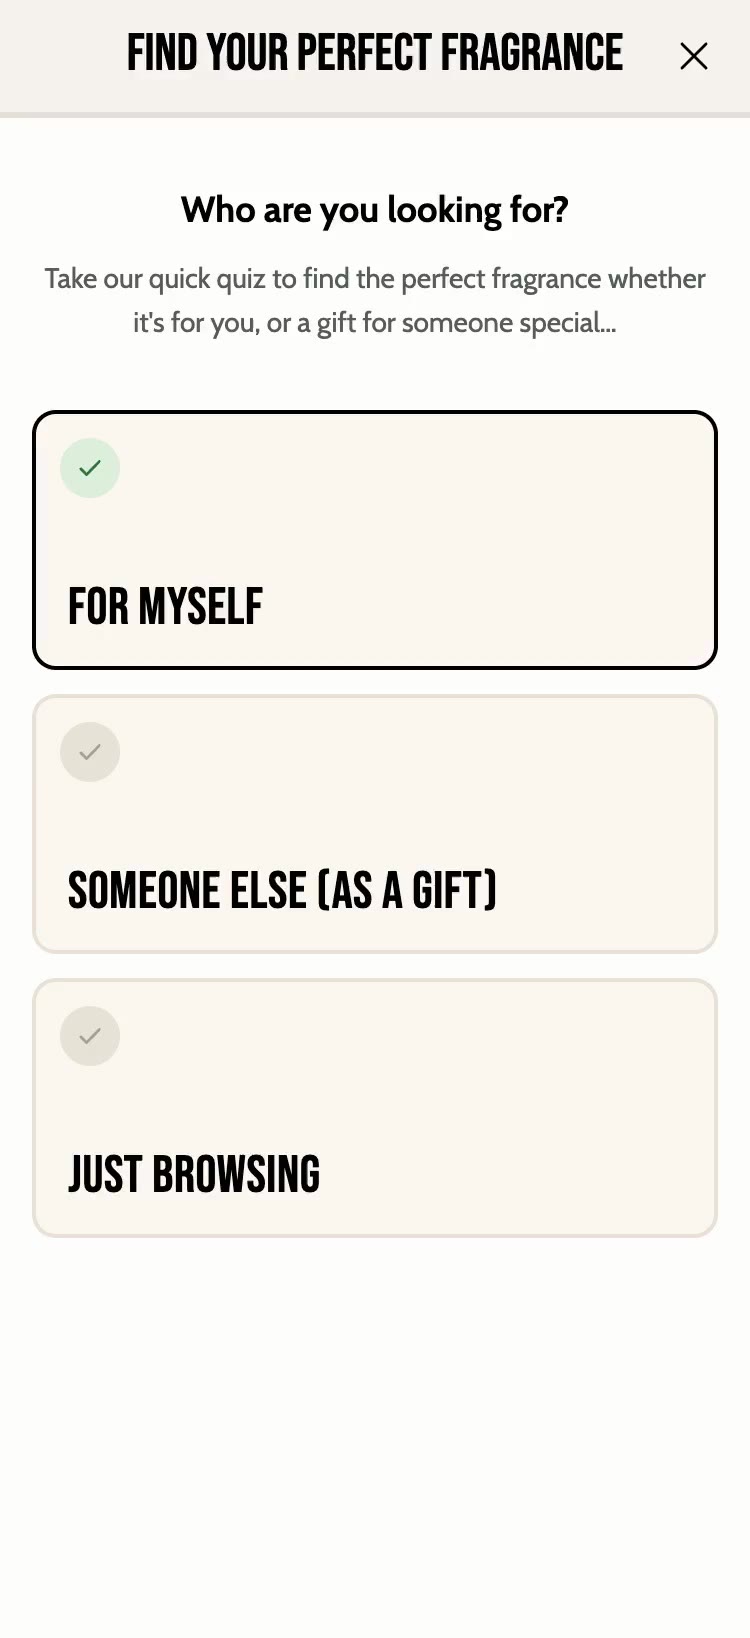 FIND YOUR PERFECT FRAGRANCE
Who are you looking for?
Take our quick quiz to find the perfect fragrance whether
it's for you, or a gift for someone special...
FOR MYSELF
SOMEONE ELSE (AS A GIFT)
JUST BROWSING